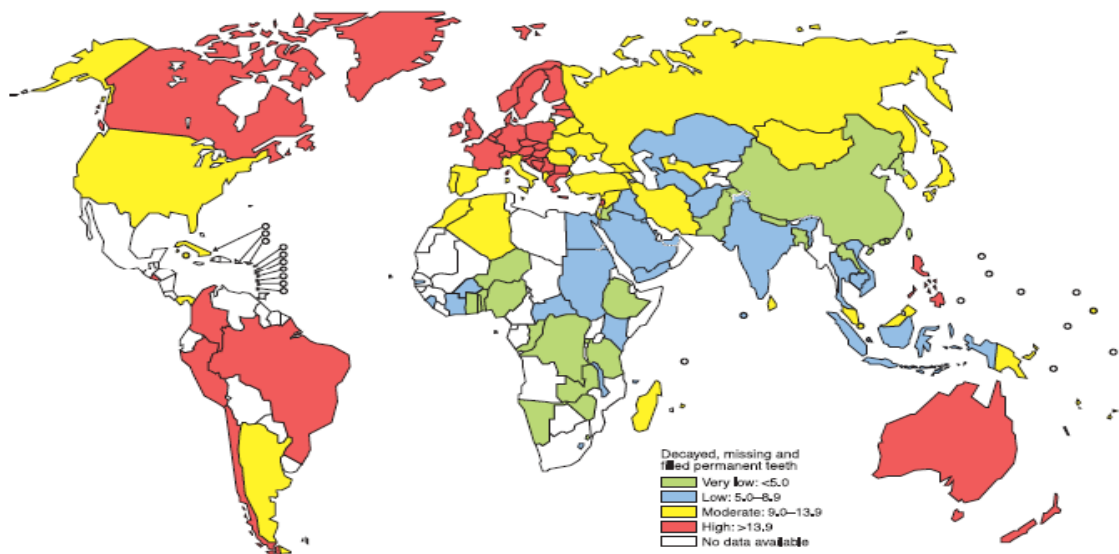 Decayed, missing and
filled permanent teeth
Very low: <5.0
Low: 5.0–8.9
Moderate: 9.0–13.9
High: >13.9
No data available